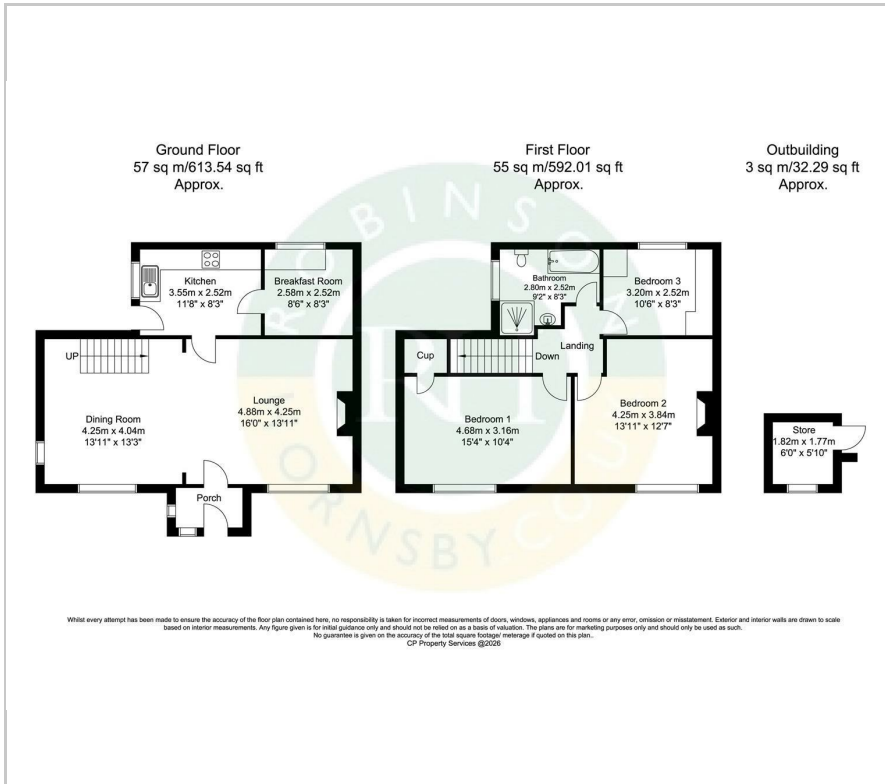 Ground Floor
57 sq m/613.54 sq ft
Approx.
First Floor
55 sq m/592.01 sq ft
Approx.
Outbuilding
3 sq m/32.29 sq ft
Approx.
Kitchen
3.55m x 2.52m
11'8" x 8'3"
Breakfast Room
2.58m x 2.52m
8'6" x 8'3"
UP
Dining Room
4.25m x 4.04m
13'11" x 13'3"
Lounge
4.88m x 4.25m
16'0" x 13'11"
Porch
Bathroom
2.80m x 2.52m
9'2" x 8'3"
Bedroom 3
3.20m x 2.52m
10'6" x 8'3"
Cup
Down
Landing
Bedroom 1
4.68m x 3.16m
15'4" x 10'4"
Bedroom 2
4.25m x 3.84m
13'11" x 12'7"
Store
1.82m x 1.77m
6'0" x 5'10"
ROBINSON
ORNSBY COU
Whilst every attempt has been made to ensure the accuracy of the floor plan contained here, no responsibility is taken for incorrect measurements of doors, windows, appliances and rooms or any error, omission or misstatement. Exterior and interior walls are drawn to scale
based on interior measurements. Any figure given is for initial guidance only and should not be relied on as a basis of valuation. The plans are for marketing purposes only and should only be used as such.
No guarantee is given on the accuracy of the total square footage/ meterage if quoted on this plan..
CP Property Services @2026